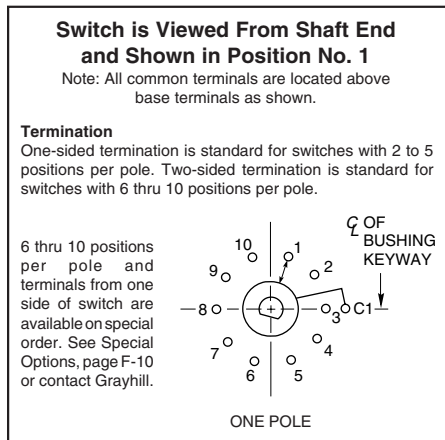 Switch is Viewed From Shaft End
and Shown in Position No. 1
Note: All common terminals are located above
base terminals as shown.
Termination
One-sided termination is standard for switches with 2 to 5
positions per pole. Two-sided termination is standard for
switches with 6 thru 10 positions per pole.
6 thru 10 positions
per pole and
terminals from one
side of switch are
available on special
order. See Special
Options, page F-10
or contact Grayhill.
℄ OF
BUSHING
KEYWAY
10
1
9
2
8
3
C1
7
4
6
5
ONE POLE